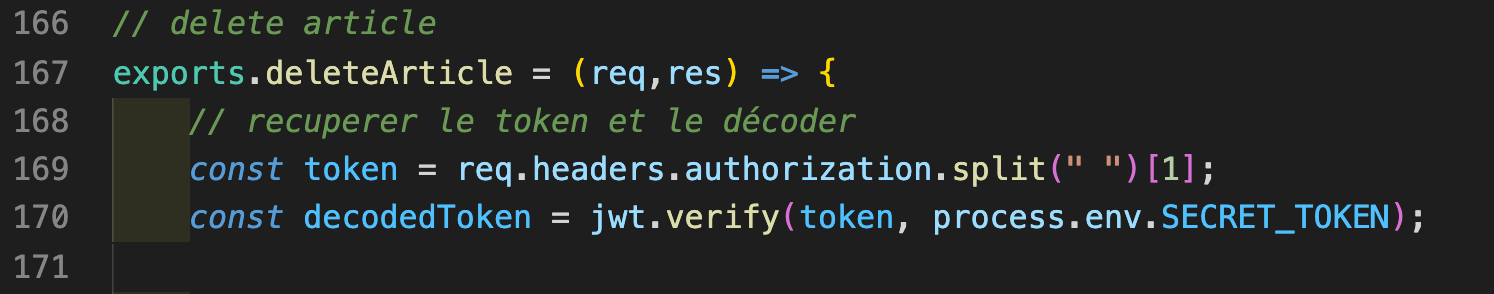 166 // delete article
167 exports.deleteArticle = (req,res) => {
168 // recuperer le token et le décoder
169 const token = req.headers.authorization.split(" ")[1];
170 const decodedToken = jwt.verify(token, process.env.SECRET_TOKEN);
171